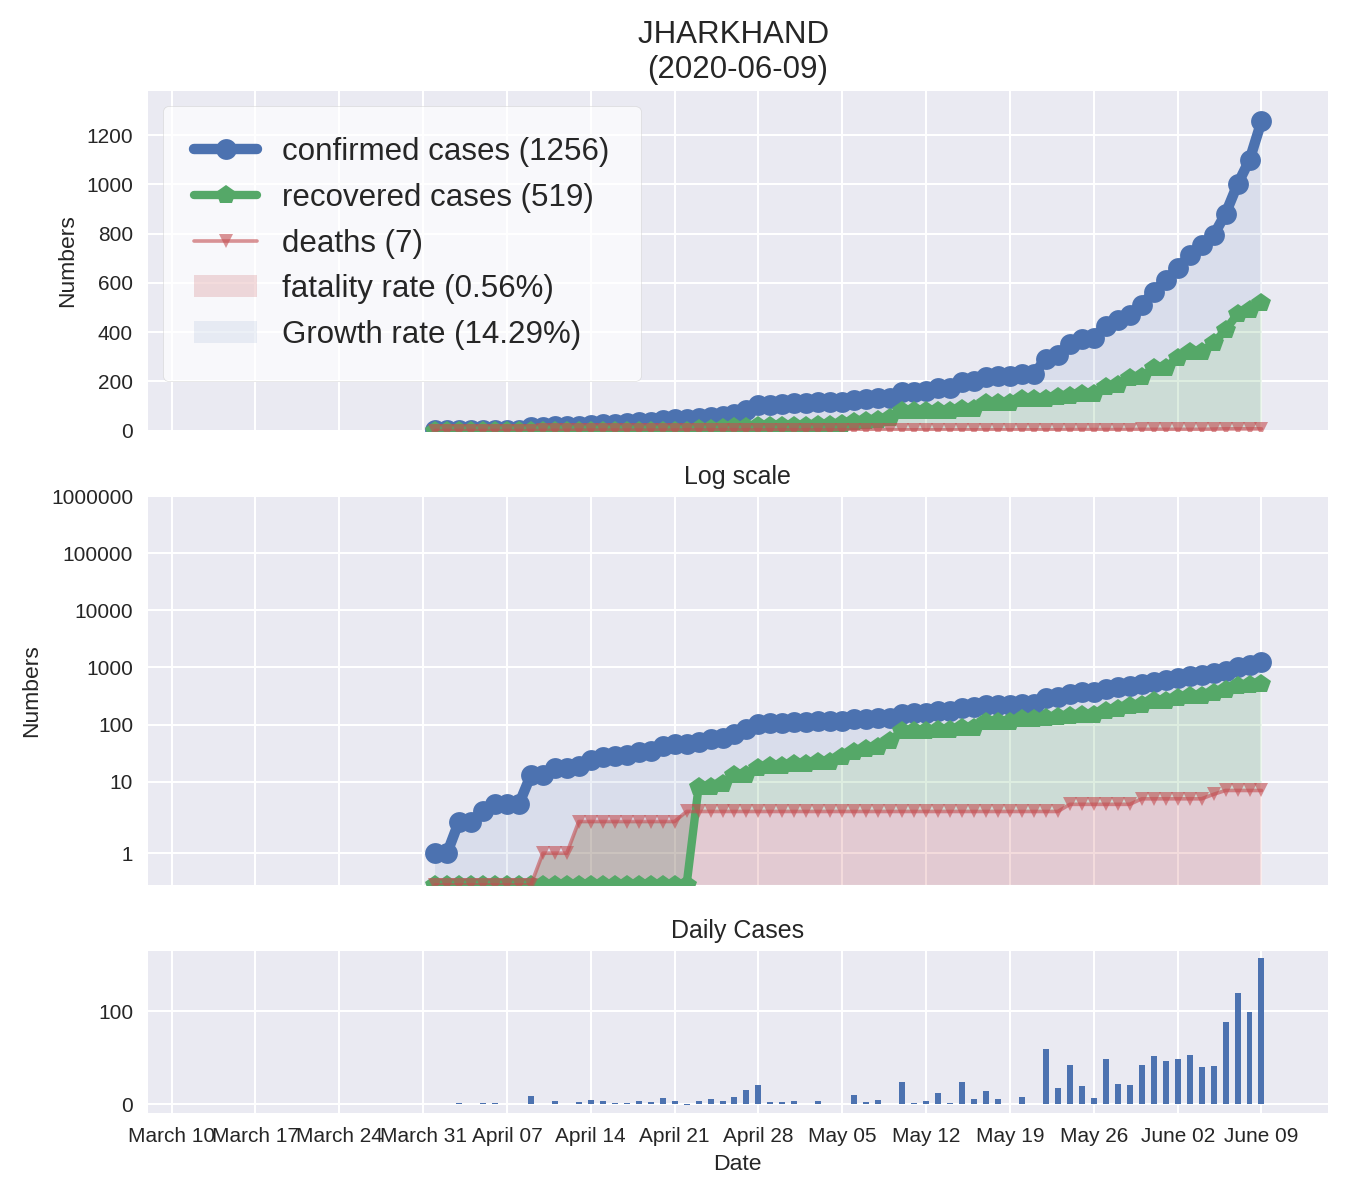 JHARKHAND
(2020-06-09)
confirmed cases (1256)
recovered cases (519)
deaths (7)
fatality rate (0.56%)
Growth rate (14.29%)
Numbers
1200
1000
800
600
400
200
0
Log scale
Numbers
1000000
100000
10000
1000
100
10
1
Daily Cases
100
0
March 10 March 17 March 24 March 31 April 07 April 14 April 21 April 28 May 05 May 12 May 19 May 26 June 02 June 09
Date